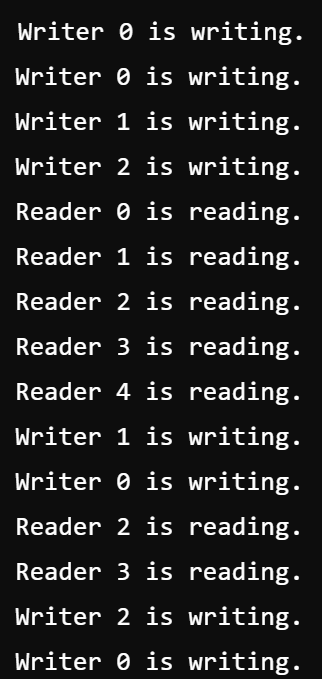 Writer 0 is writing.
Writer 0 is writing.
Writer 1 is writing.
Writer 2 is writing.
Reader 0 is reading.
Reader 1 is reading.
Reader 2 is reading.
Reader 3 is reading.
Reader 4 is reading.
Writer 1 is writing.
Writer 0 is writing.
Reader 2 is reading.
Reader 3 is reading.
Writer 2 is writing.
Writer 0 is writing.